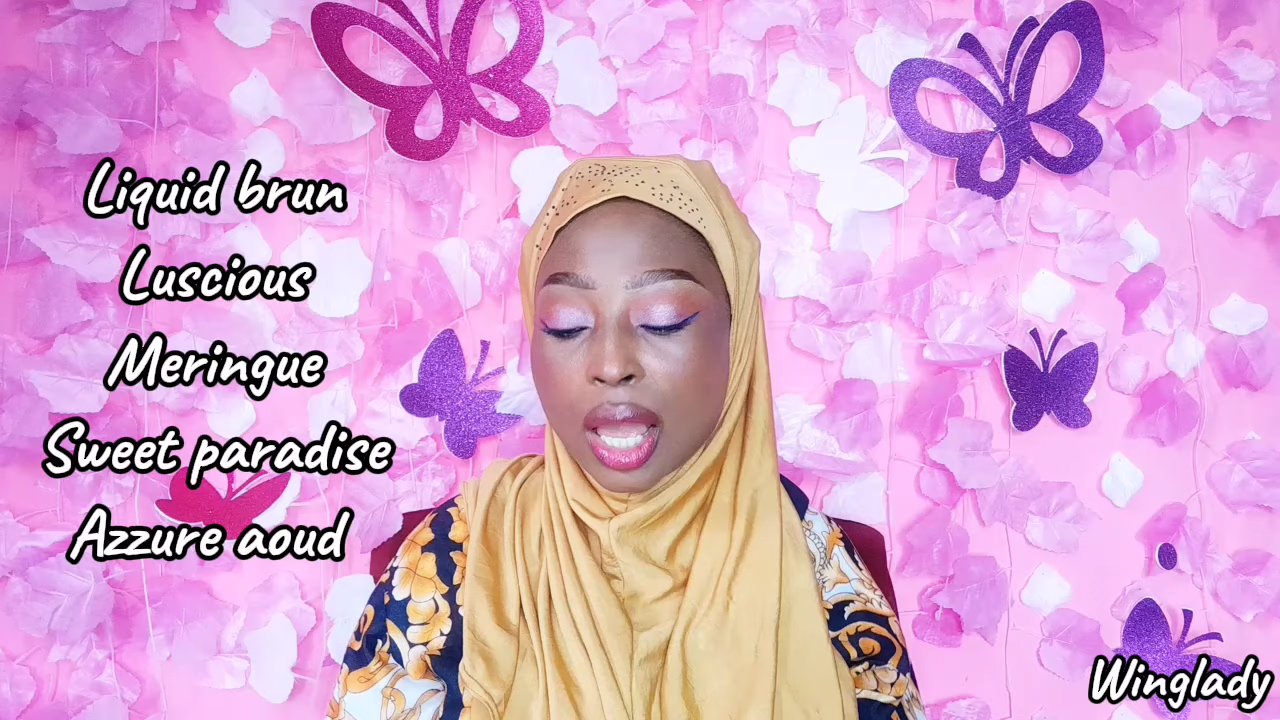 Liquid brun
Luscious
Meringue
Sweet paradise
Azzure aoud
Winglady